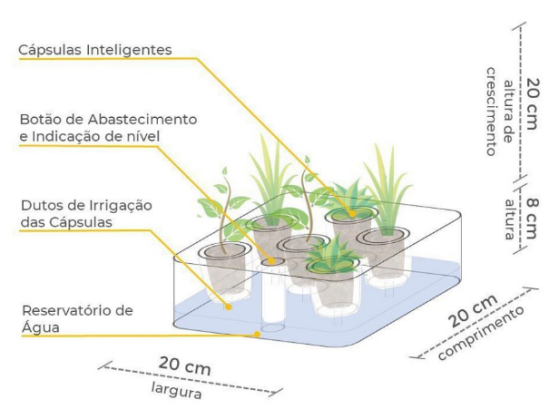 Cápsulas Inteligentes
Botão de Abastecimento
e Indicação de nível
Dutos de Irrigação
das Cápsulas
Reservatório de
Água
20 cm
altura de
crescimento
8 cm
altura
20 cm
comprimento
20 cm
largura